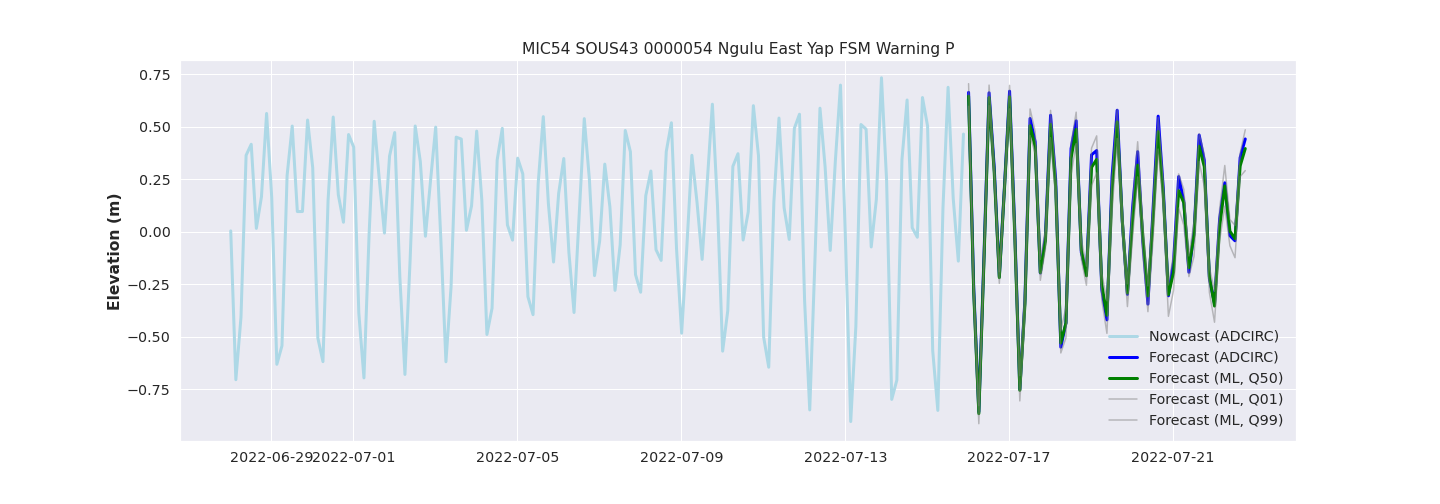 MIC54 SOUS43 0000054 Ngulu East Yap FSM Warning P
Elevation (m)
0.75
0.50
0.25
0.00
−0.25
−0.50
−0.75
Nowcast (ADCIRC)
Forecast (ADCIRC)
Forecast (ML, Q50)
Forecast (ML, Q01)
Forecast (ML, Q99)
2022-06-29 2022-07-01 2022-07-05 2022-07-09 2022-07-13 2022-07-17 2022-07-21